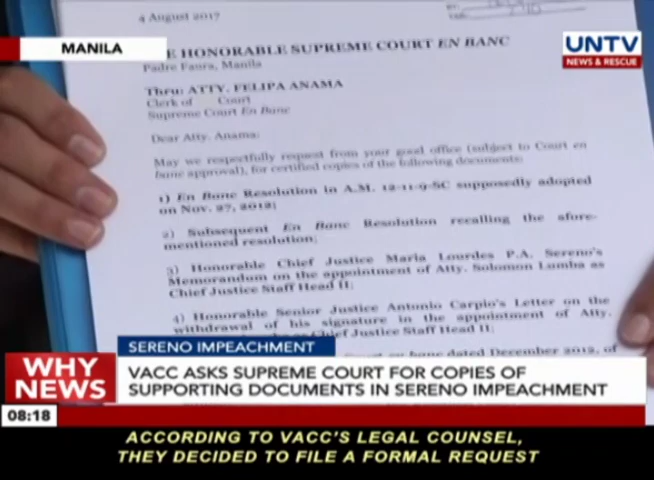 4 August 2017
MANILA
E HONORABLE SUPREME COURT EN BANC
Padre Faura, Manila
UNTV
NEWS & RESCUE
Thru: ATTY. FELIPA ANAMA
Clerk of Court
Supreme Court En Banc
Dear Atty. Anama:
May we respectfully request from your good office (subject to Court en
banc approval), for certified copies of the following documents:
1) En Banc Resolution in A.M. 12-11-9-SC supposedly adopted
on Nov. 27, 2012;
2) Subsequent En Banc Resolution recalling the afore-
mentioned resolution;
3) Honorable Chief Justice Maria Lourdes P.A. Sereno's
Memorandum on the appointment of Atty. Solomon Lumba as
Chief Justice Staff Head II;
4) Honorable Senior Justice Antonio Carpio's Letter on the
withdrawal of his signature in the appointment of Atty.
Chief Justice Staff Head II;
Court en banc dated December 2012, of
SERENO IMPEACHMENT
WHY
NEWS
VACC ASKS SUPREME COURT FOR COPIES OF
SUPPORTING DOCUMENTS IN SERENO IMPEACHMENT
08:18
ACCORDING TO VACC'S LEGAL COUNSEL,
THEY DECIDED TO FILE A FORMAL REQUEST